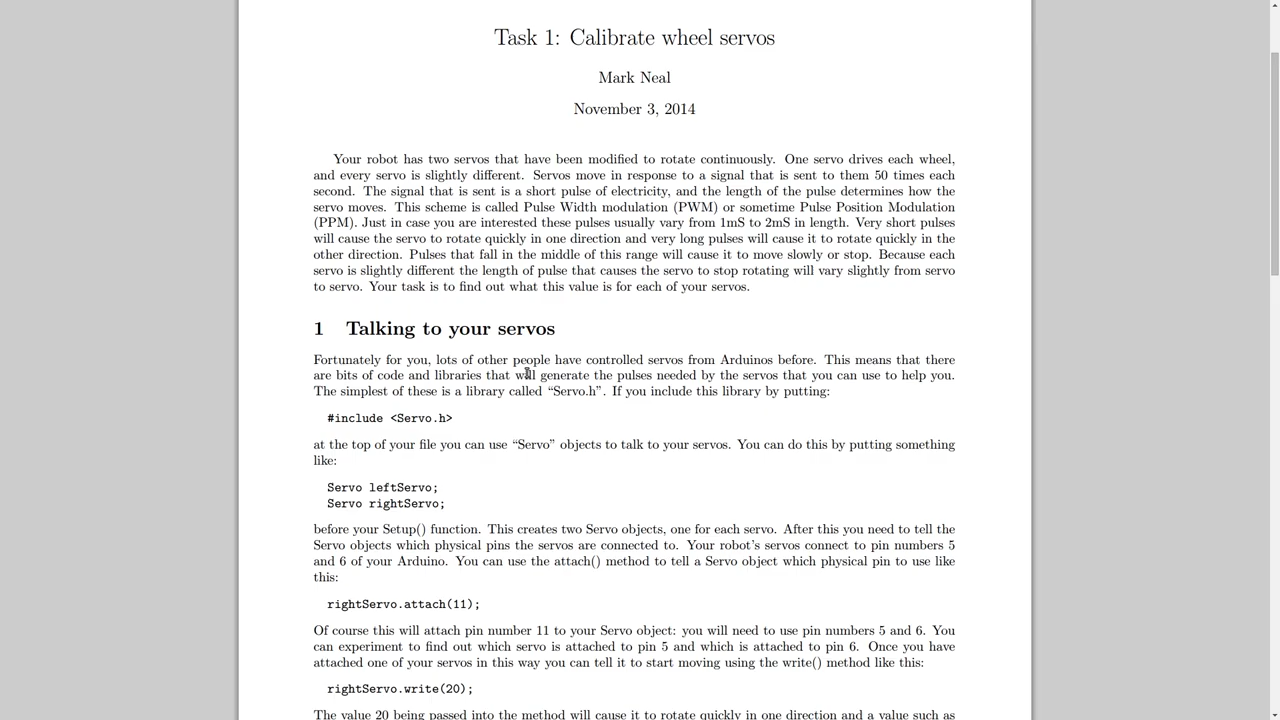 Task 1: Calibrate wheel servos
Mark Neal
November 3, 2014
Your robot has two servos that have been modified to rotate continuously. One servo drives each wheel,
and every servo is slightly different. Servos move in response to a signal that is sent to them 50 times each
second. The signal that is sent is a short pulse of electricity, and the length of the pulse determines how the
servo moves. This scheme is called Pulse Width modulation (PWM) or sometime Pulse Position Modulation
(PPM). Just in case you are interested these pulses usually vary from 1mS to 2mS in length. Very short pulses
will cause the servo to rotate quickly in one direction and very long pulses will cause it to rotate quickly in the
other direction. Pulses that fall in the middle of this range will cause it to move slowly or stop. Because each
servo is slightly different the length of pulse that causes the servo to stop rotating will vary slightly from servo
to servo. Your task is to find out what this value is for each of your servos.
1 Talking to your servos
Fortunately for you, lots of other people have controlled servos from Arduinos before. This means that there
are bits of code and libraries that will generate the pulses needed by the servos that you can use to help you.
The simplest of these is a library called “Servo.h”. If you include this library by putting:
#include <Servo.h>
at the top of your file you can use “Servo” objects to talk to your servos. You can do this by putting something
like:
Servo leftServo;
Servo rightServo;
before your Setup() function. This creates two Servo objects, one for each servo. After this you need to tell the
Servo objects which physical pins the servos are connected to. Your robot’s servos connect to pin numbers 5
and 6 of your Arduino. You can use the attach() method to tell a Servo object which physical pin to use like
this:
rightServo.attach(11);
Of course this will attach pin number 11 to your Servo object: you will need to use pin numbers 5 and 6. You
can experiment to find out which servo is attached to pin 5 and which is attached to pin 6. Once you have
attached one of your servos in this way you can tell it to start moving using the write() method like this:
rightServo.write(20);
The value 20 being passed into the method will cause it to rotate quickly in one direction and a value such as